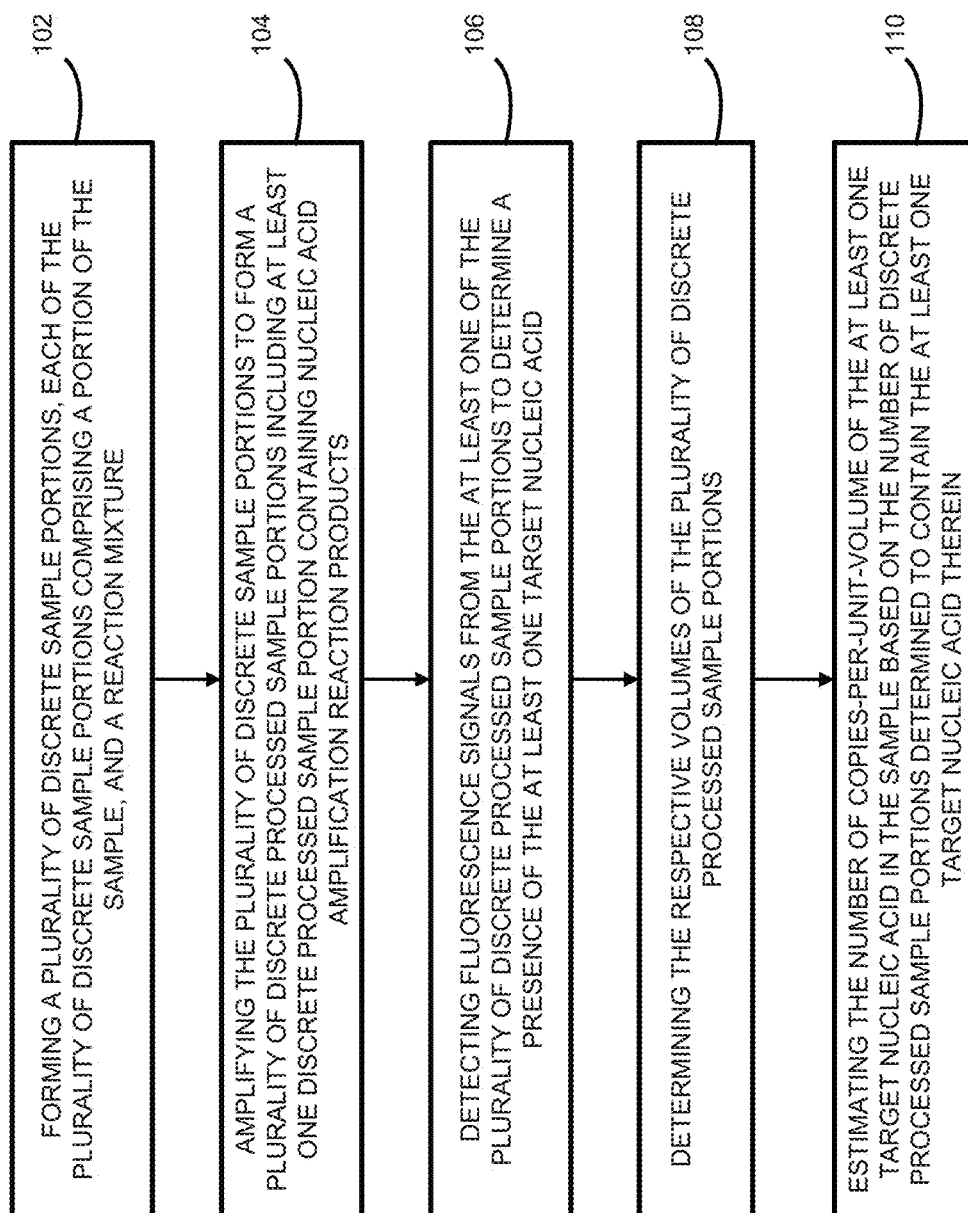 102
FORMING A PLURALITY OF DISCRETE SAMPLE PORTIONS, EACH OF THE
PLURALITY OF DISCRETE SAMPLE PORTIONS COMPRISING A PORTION OF THE
SAMPLE, AND A REACTION MIXTURE
104
AMPLIFYING THE PLURALITY OF DISCRETE SAMPLE PORTIONS TO FORM A
PLURALITY OF DISCRETE PROCESSED SAMPLE PORTIONS INCLUDING AT LEAST
ONE DISCRETE PROCESSED SAMPLE PORTION CONTAINING NUCLEIC ACID
AMPLIFICATION REACTION PRODUCTS
106
DETECTING FLUORESCENCE SIGNALS FROM THE AT LEAST ONE OF THE
PLURALITY OF DISCRETE PROCESSED SAMPLE PORTIONS TO DETERMINE A
PRESENCE OF THE AT LEAST ONE TARGET NUCLEIC ACID
108
DETERMINING THE RESPECTIVE VOLUMES OF THE PLURALITY OF DISCRETE
PROCESSED SAMPLE PORTIONS
110
ESTIMATING THE NUMBER OF COPIES-PER-UNIT-VOLUME OF THE AT LEAST ONE
TARGET NUCLEIC ACID IN THE SAMPLE BASED ON THE NUMBER OF DISCRETE
PROCESSED SAMPLE PORTIONS DETERMINED TO CONTAIN THE AT LEAST ONE
TARGET NUCLEIC ACID THEREIN